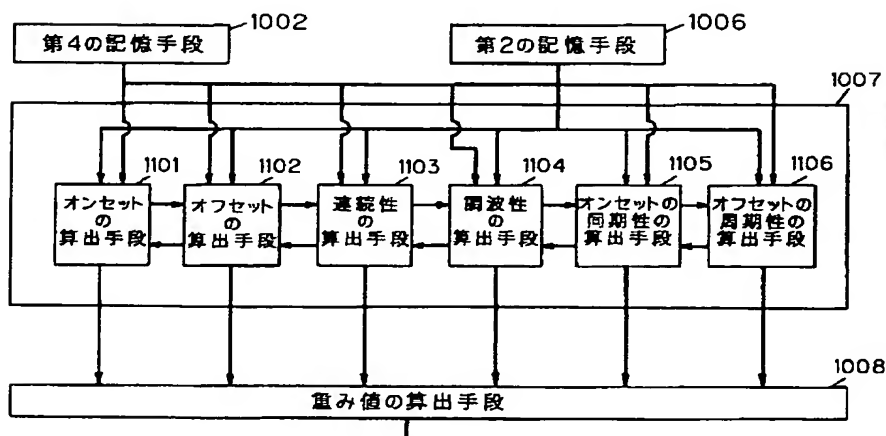 第4の記憶手段
1002
第2の記憶手段
1006
1007
1101
オンセット
の
算出手段
1102
オフセット
の
算出手段
1103
連続性
の
算出手段
1104
調波性
の
算出手段
1105
オンセットの
同期性の
算出手段
1106
オフセットの
周期性の
算出手段
1008
重み値の算出手段